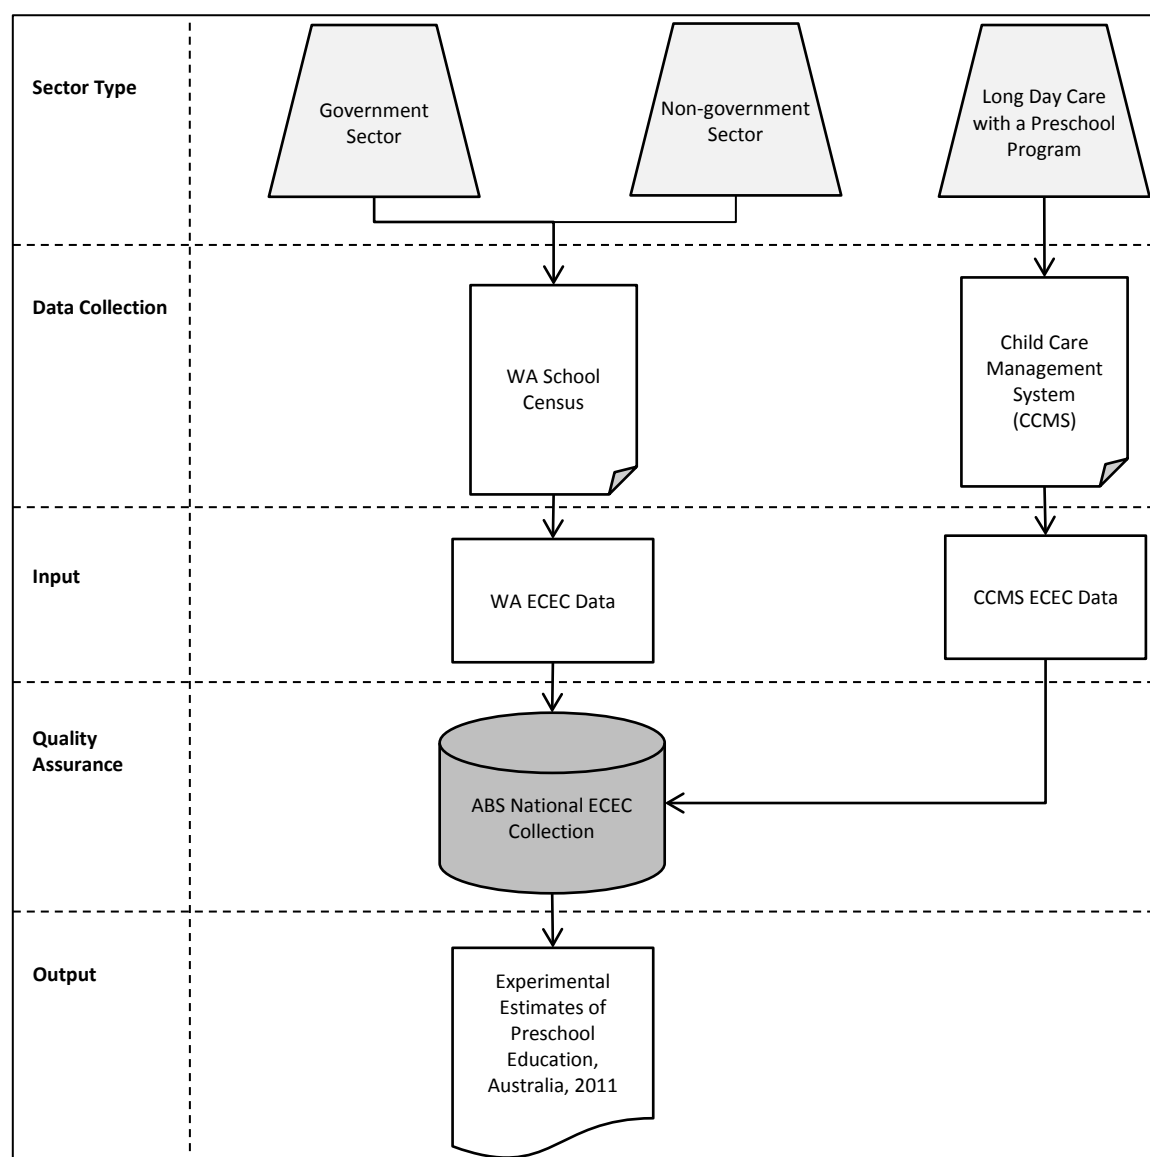 Sector Type
Government
Sector
Non-government
Sector
Long Day Care
with a Preschool
Program
Data Collection
WA School
Census
Child Care
Management
System
(CCMS)
Input
WA ECEC Data
CCMS ECEC Data
Quality
Assurance
ABS National ECEC
Collection
Output
Experimental
Estimates of
Preschool
Education,
Australia, 2011